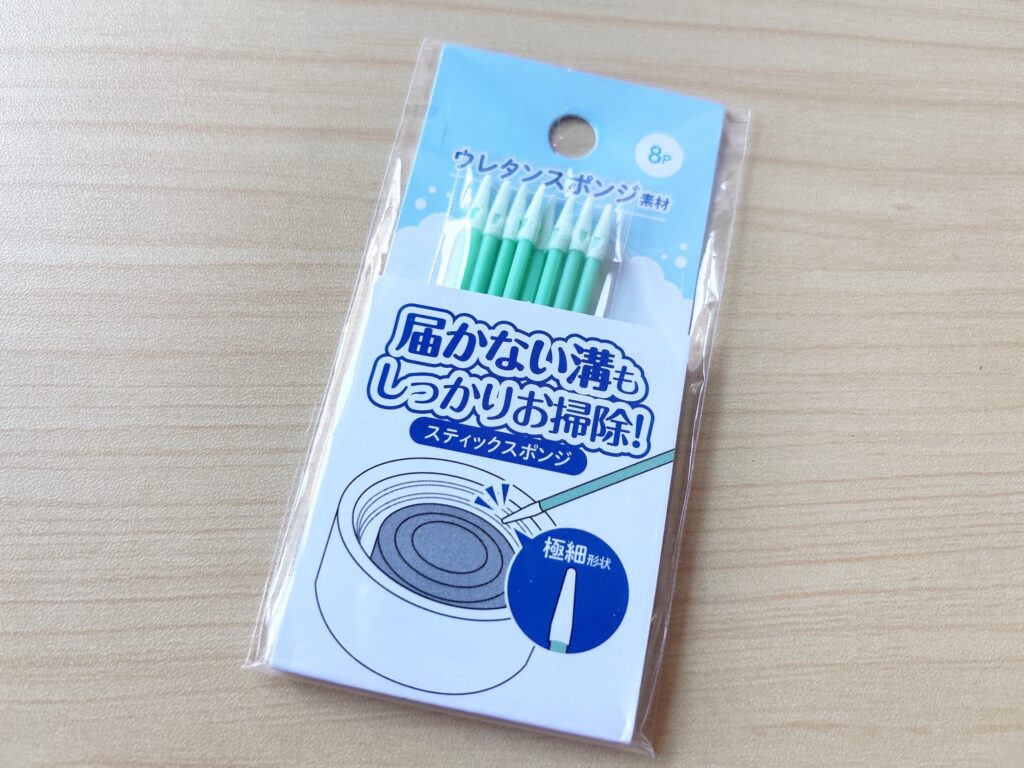 8P
ウレタンスポンジ素材
届かない溝も
しっかりお掃除!
スティックスポンジ
極細形状